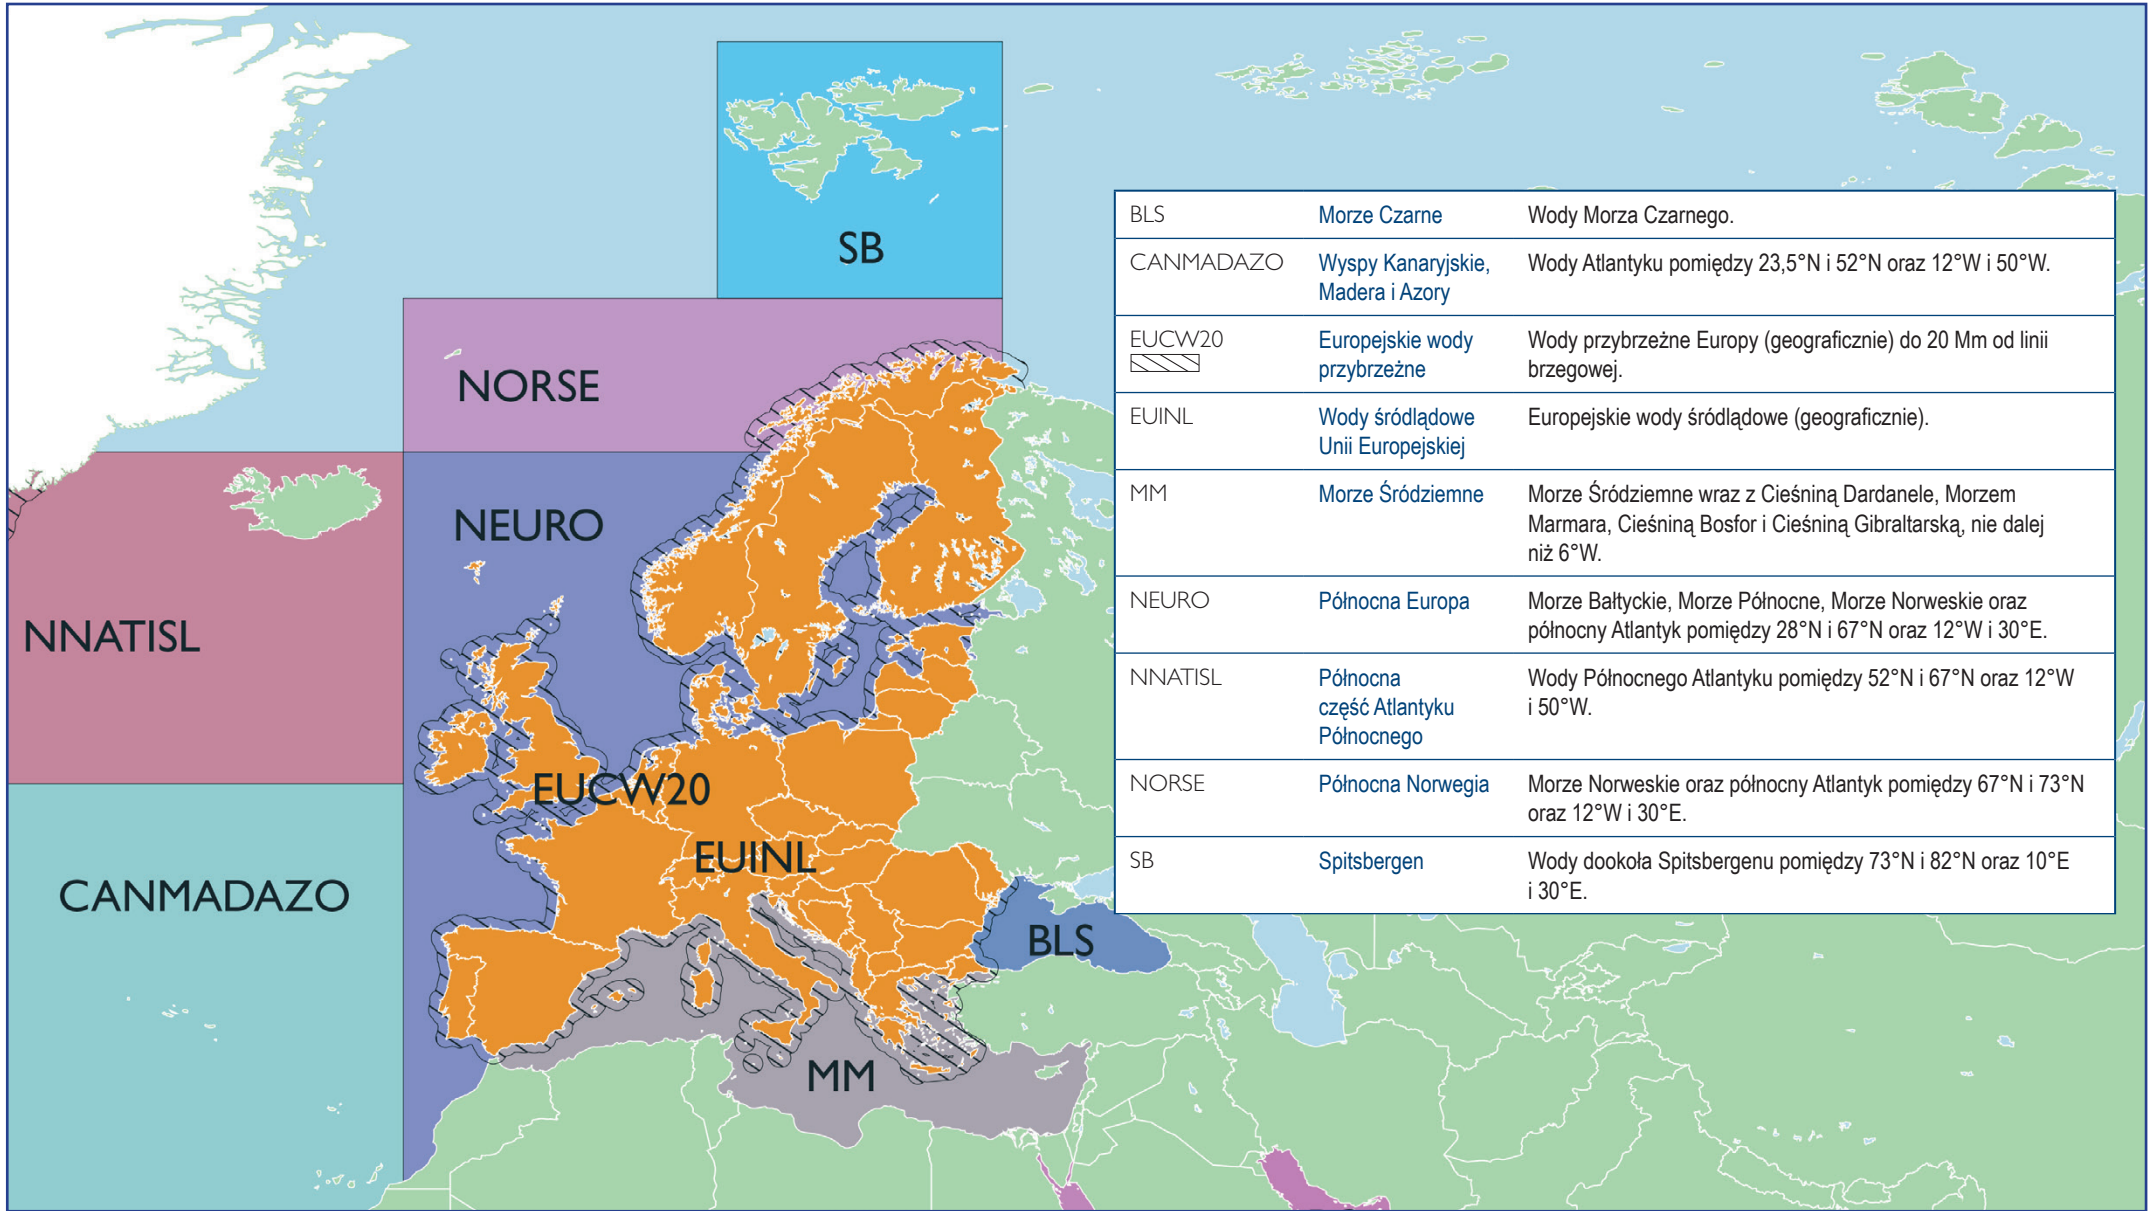 SB
NORSE
NEURO
NNATISL
EUCW20
EUINL
CANMADAZO
BLS
MM
BLS Morze Czarne Wody Morza Czarnego.
CANMADAZO Wyspy Kanaryjskie, Wody Atlantyku pomiędzy 23,5°N i 52°N oraz 12°W i 50°W.
Madera i Azory
EUCW20 Europejskie wody Wody przybrzeżne Europy (geograficznie) do 20 Mm od linii
przybrzeżne brzegowej.
EUINL Wody śródlądowe Europejskie wody śródlądowe (geograficznie).
Unii Europejskiej
MM Morze Śródziemne Morze Śródziemne wraz z Cieśniną Dardanele, Morzem
Marmara, Cieśniną Bosfor i Cieśniną Gibraltarską, nie dalej
niż 6°W.
NEURO Północna Europa Morze Bałtyckie, Morze Północne, Morze Norweskie oraz
północny Atlantyk pomiędzy 28°N i 67°N oraz 12°W i 30°E.
NNATISL Północna Wody Północnego Atlantyku pomiędzy 52°N i 67°N oraz 12°W
część Atlantyku i 50°W.
Północnego
NORSE Północna Norwegia Morze Norweskie oraz północny Atlantyk pomiędzy 67°N i 73°N
oraz 12°W i 30°E.
SB Spitsbergen Wody dookoła Spitsbergenu pomiędzy 73°N i 82°N oraz 10°E
i 30°E.